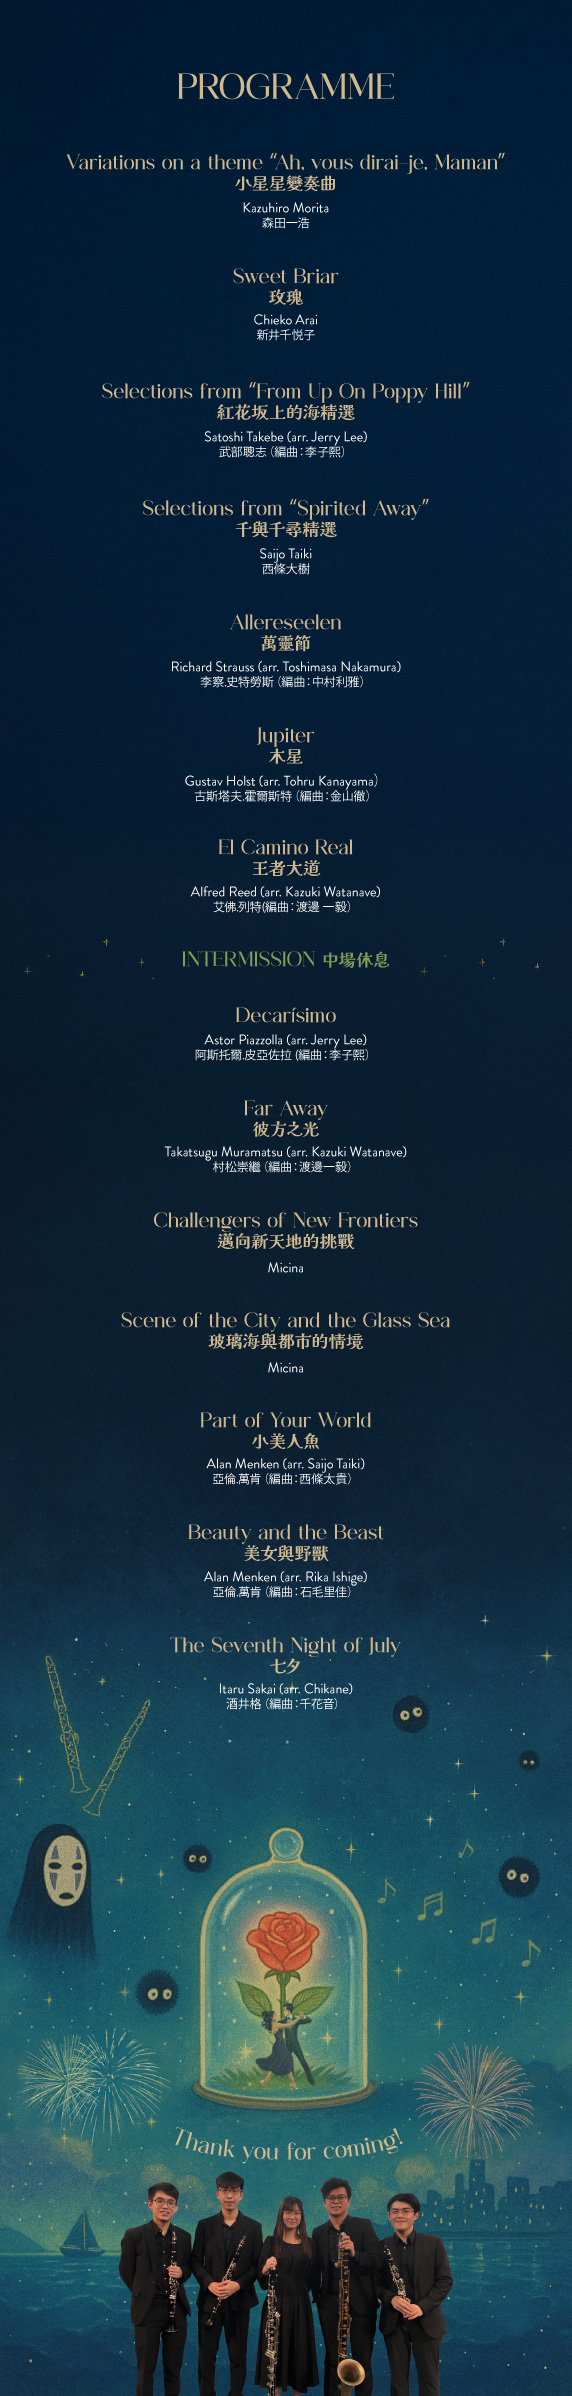 PROGRAMME
Variations on a theme “Ah, vous dirai-je, Maman”
小星星變奏曲
Kazuhiro Morita
森田一浩
Sweet Briar
玫瑰
Chieko Arai
新井千悦子
Selections from “From Up On Poppy Hill”
紅花坂上的海精選
Satoshi Takebe (arr. Jerry Lee)
武部聰志（編曲：李子熙）
Selections from “Spirited Away”
千與千尋精選
Saijo Taiki
西條大樹
Allereseelen
萬靈節
Richard Strauss (arr. Toshimasa Nakamura)
李察.史特勞斯（編曲：中村利雅）
Jupiter
木星
Gustav Holst (arr. Tohru Kanayama）
古斯塔夫.霍爾斯特（編曲：金山徹）
El Camino Real
王者大道
Alfred Reed (arr. Kazuki Watanave)
艾佛.列特(編曲：渡邊 一毅）
INTERMISSION 中場休息
Decarísimo
Astor Piazzolla (arr. Jerry Lee)
阿斯托爾.皮亞佐拉 (編曲：李子熙）
Far Away
彼方之光
Takatsugu Muramatsu (arr. Kazuki Watanave)
村松崇繼（編曲：渡邊一毅）
Challengers of New Frontiers
邁向新天地的挑戰
Micina
Scene of the City and the Glass Sea
玻璃海與都市的情境
Micina
Part of Your World
小美人魚
Alan Menken (arr. Saijo Taiki)
亞倫.萬肯（編曲：西條太貴）
Beauty and the Beast
美女與野獸
Alan Menken (arr. Rika Ishige)
亞倫.萬肯（編曲：石毛里佳）
The Seventh Night of July
七夕
Itaru Sakai (arr. Chikane)
酒井格（編曲：千花音）
Thank you for coming!